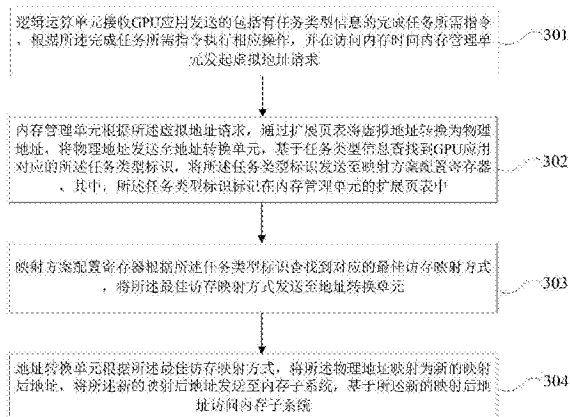 逻辑运算单元接收GPU应用发送的包括有任务类型信息的完成任务所需指令
，根据所述完成任务所需指令执行相应操作，并在访问内存时向内存管理单
元发起虚拟地址请求
301
内存管理单元根据所述虚拟地址请求，通过扩展页表将虚拟地址转换为物理
地址，将物理地址发送至地址转换单元，基于任务类型信息查找到GPU应用
对应的所述任务类型标识，将所述任务类型标识发送至映射方案配置寄存器
，其中，所述任务类型标识标识在内存管理单元的扩展页表中
302
映射方案配置寄存器根据所述任务类型标识查找到对应的最佳访存映射方式
，将所述最佳访存映射方式发送至地址转换单元
303
地址转换单元根据所述最佳访存映射方式，将所述物理地址映射为新的映射
后地址，将所述新的映射后地址发送至内存子系统，基于所述新的映射后地
址访问内存子系统
304